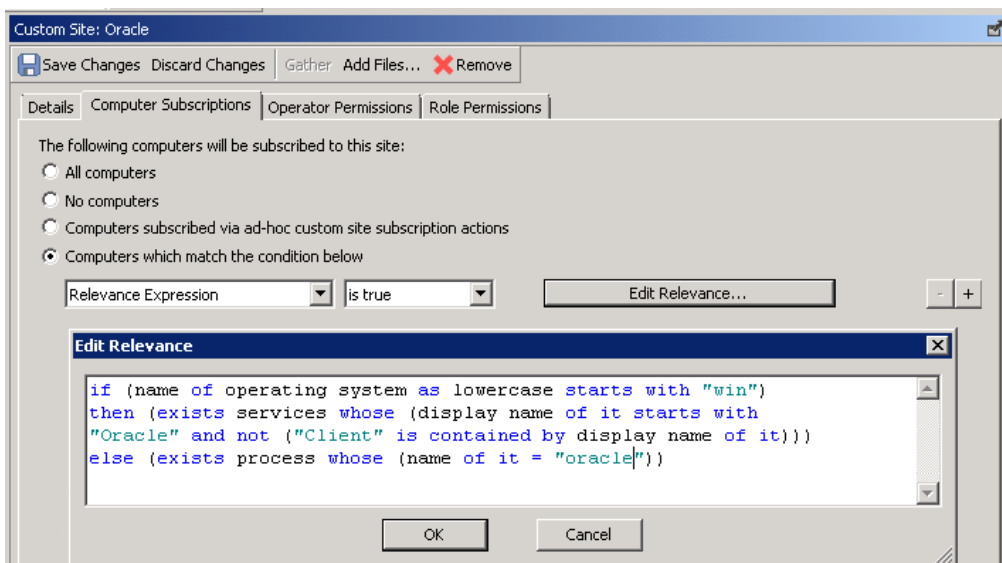 Custom Site: Oracle
Save Changes Discard Changes Gather Add Files... Remove
Details Computer Subscriptions Operator Permissions Role Permissions
The following computers will be subscribed to this site:
All computers
No computers
Computers subscribed via ad-hoc custom site subscription actions
Computers which match the condition below
Relevance Expression is true Edit Relevance... - +
Edit Relevance
if (name of operating system as lowercase starts with "win")
then (exists services whose (display name of it starts with
"Oracle" and not ("Client" is contained by display name of it)))
else (exists process whose (name of it = "oracle"))
OK Cancel